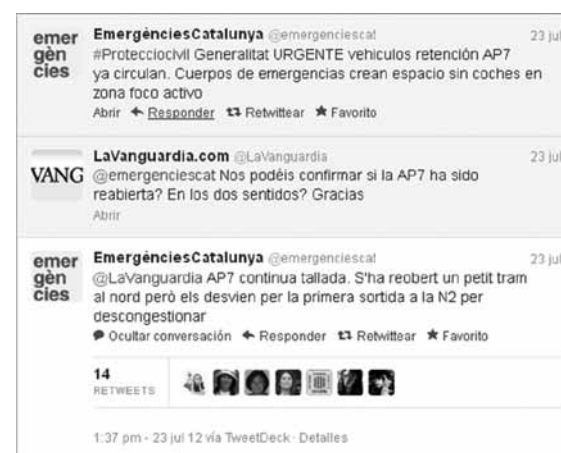 emer
gèn
cies
EmergènciesCatalunya @emergenciescat 23 jul
#Protecciocivil Generalitat URGENTE vehiculos retención AP7
ya circulan. Cuerpos de emergencias crean espacio sin coches en
zona foco activo
Abrir Responder Retwittear Favorito
VANG
LaVanguardia.com @LaVanguardia 23 jul
@emergenciescat Nos podéis confirmar si la AP7 ha sido
reabierta? En los dos sentidos? Gracias
Abrir
emer
gèn
cies
EmergènciesCatalunya @emergenciescat 23 jul
@LaVanguardia AP7 continua tallada. S'ha reobert un petit tram
al nord però els desvien per la primera sortida a la N2 per
descongestionar
Ocultar conversación Responder Retwittear Favorito
14
RETWEETS
1:37 pm - 23 jul 12 vía TweetDeck · Detalles